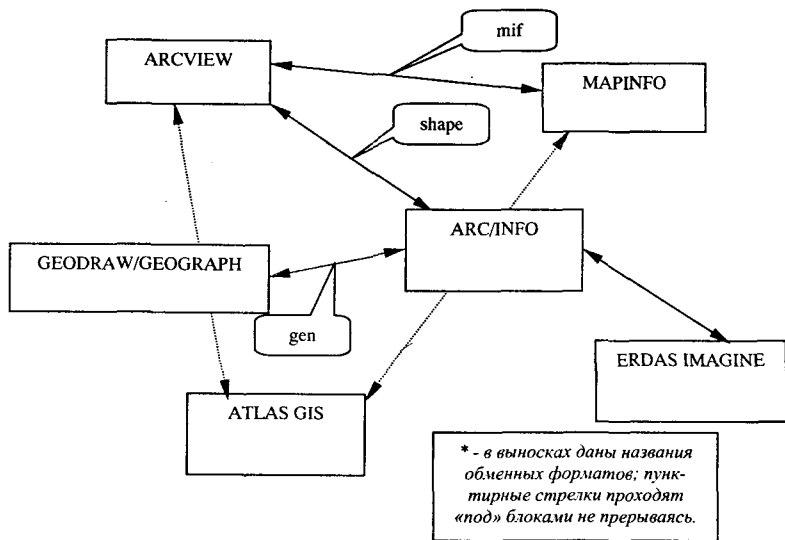 mif
ARCVIEW
MAPINFO
shape
ARC/INFO
GEODRAW/GEOGRAPH
gen
ERDAS IMAGINE
ATLAS GIS
* - в выносках даны названия
обменных форматов; пунк-
тирные стрелки проходят
«под» блоками не прерываясь.